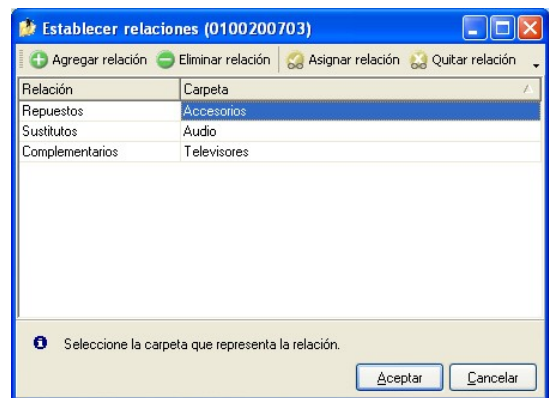 Establecer relaciones (0100200703)
Agregar relación Eliminar relación Asignar relación Quitar relación
Relación Carpeta
Repuestos Accesorios
Sustitutos Audio
Complementarios Televisores
Seleccione la carpeta que representa la relación.
Aceptar Cancelar